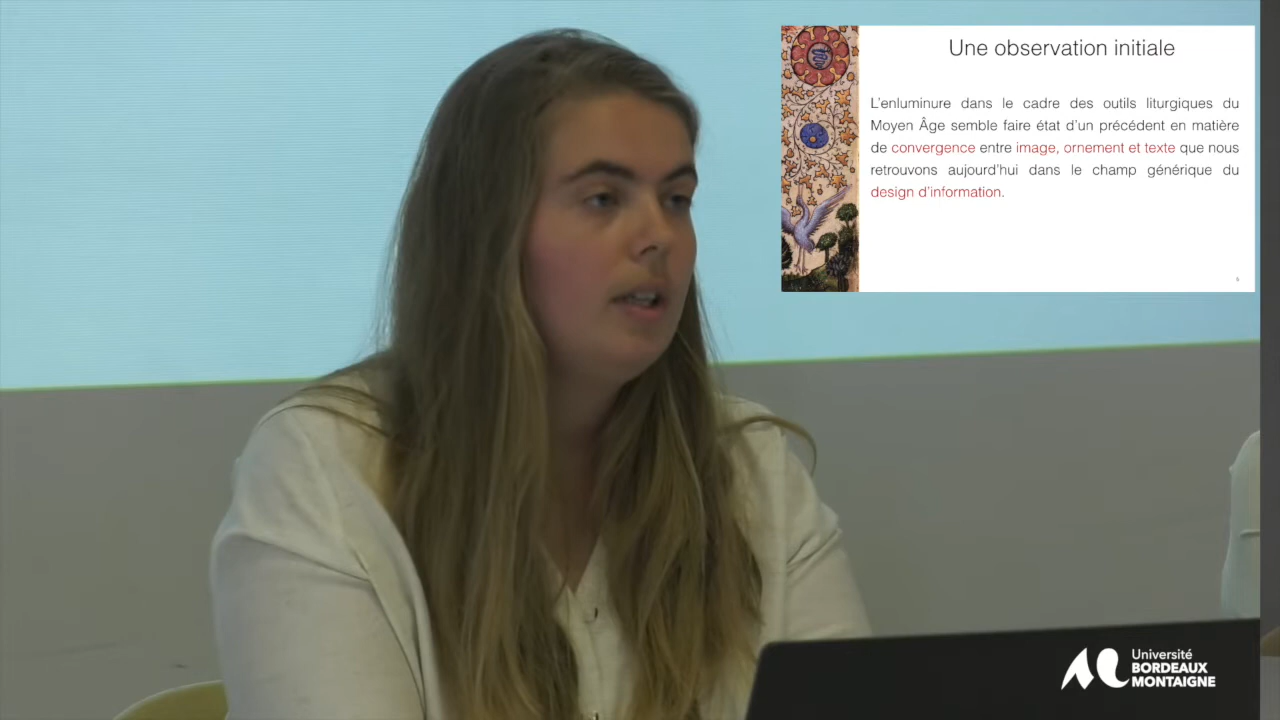 Une observation initiale
L'enluminure dans le cadre des outils liturgiques du
Moyen Âge semble faire état d'un précédent en matière
de convergence entre image, ornement et texte que nous
retrouvons aujourd'hui dans le champ générique du
design d'information.
Université
BORDEAUX
MONTAIGNE